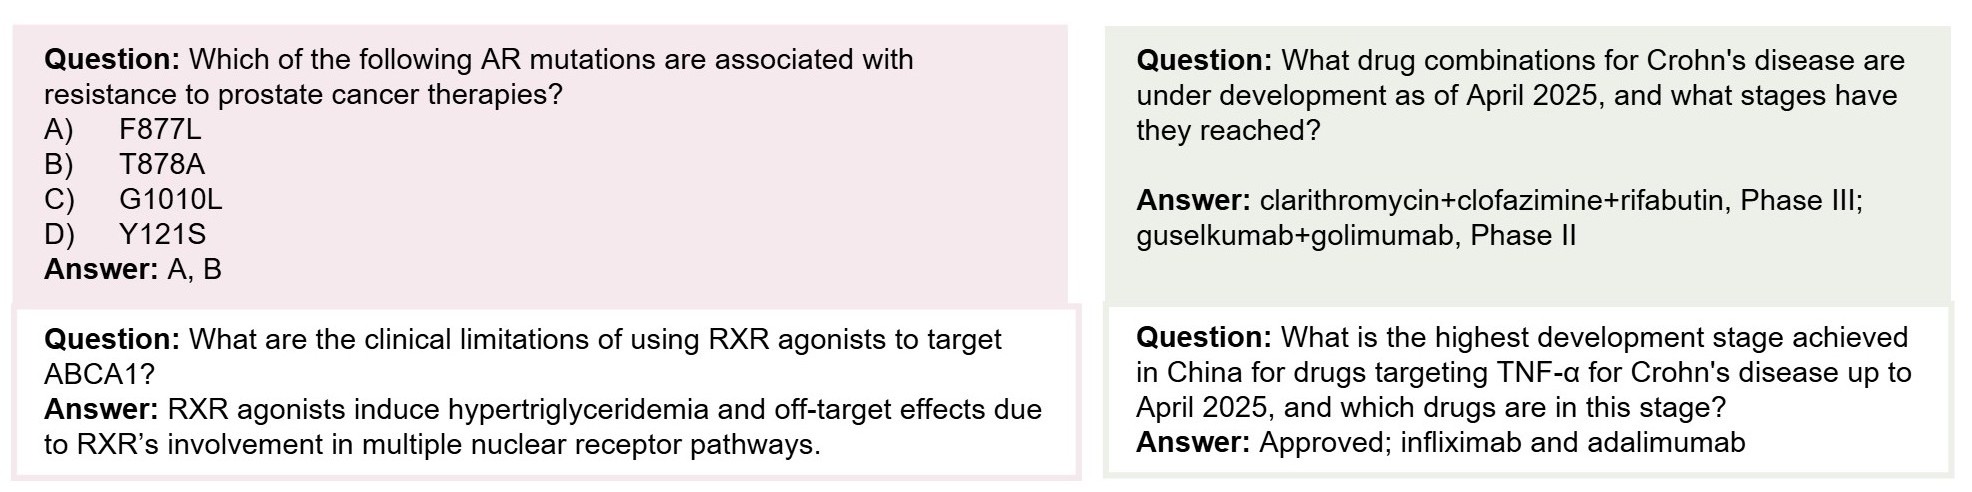 Question: Which of the following AR mutations are associated with
resistance to prostate cancer therapies?
A) F877L
B) T878A
C) G1010L
D) Y121S
Answer: A, B
Question: What are the clinical limitations of using RXR agonists to target
ABCA1?
Answer: RXR agonists induce hypertriglyceridemia and off-target effects due
to RXR’s involvement in multiple nuclear receptor pathways.
Question: What drug combinations for Crohn's disease are
under development as of April 2025, and what stages have
they reached?
Answer: clarithromycin+clofazimine+rifabutin, Phase III;
guselkumab+golimumab, Phase II
Question: What is the highest development stage achieved
in China for drugs targeting TNF-α for Crohn's disease up to
April 2025, and which drugs are in this stage?
Answer: Approved; infliximab and adalimumab